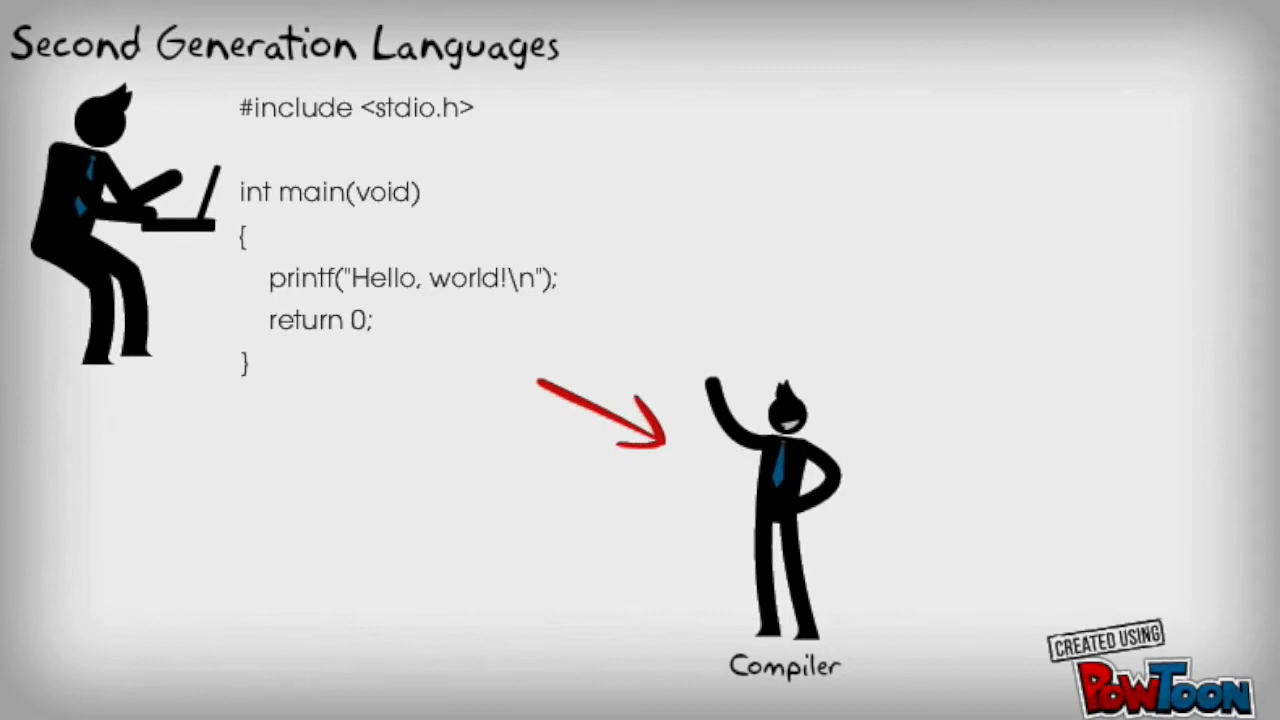 Second Generation Languages
#include <stdio.h>
int main(void)
{
printf("Hello, world!\n");
return 0;
}
Compiler
CREATED USING
POWTOON